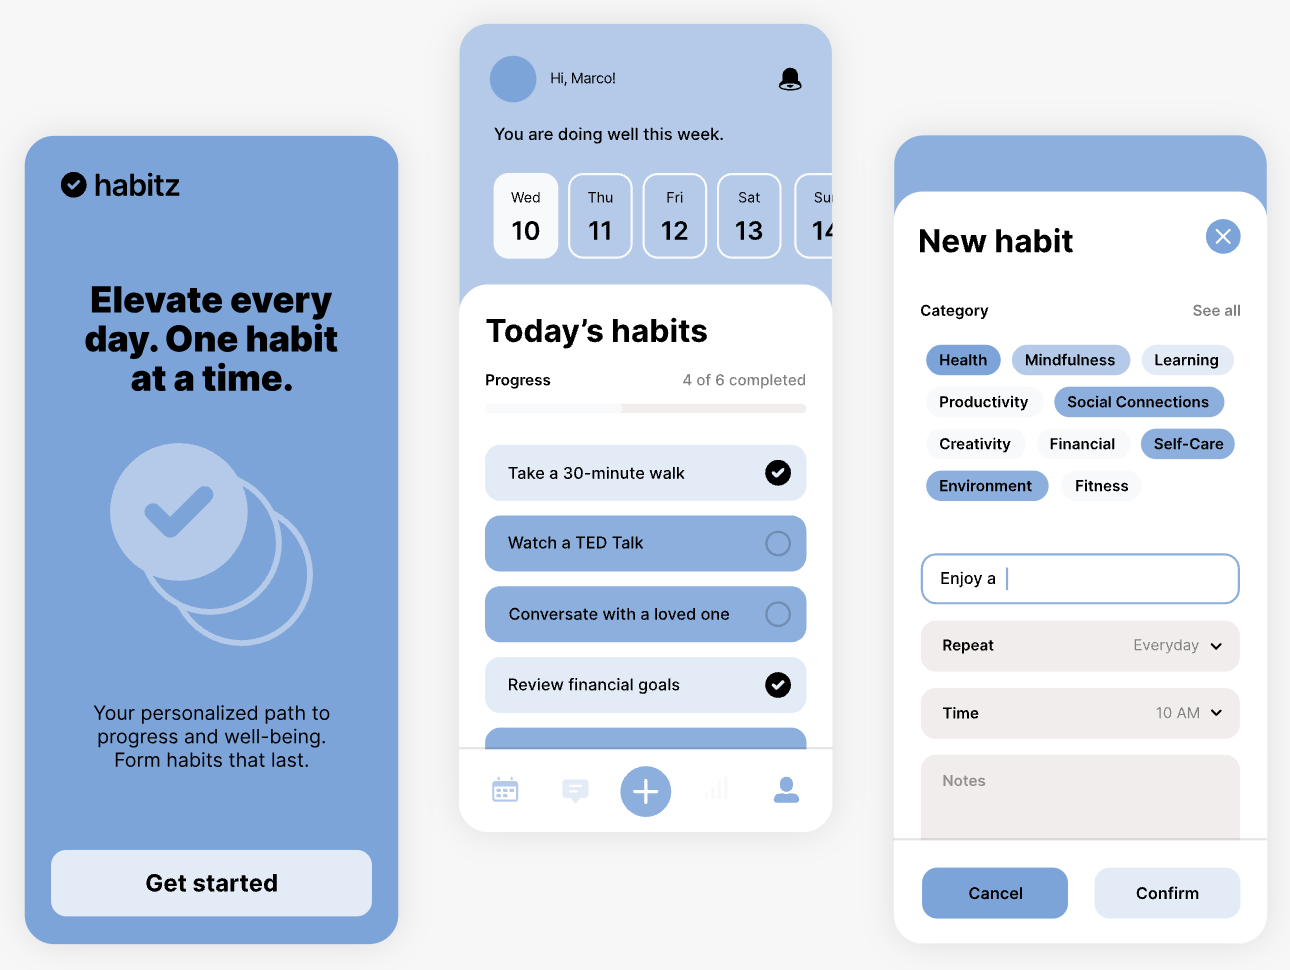 habitz
Elevate every
day. One habit
at a time.
Your personalized path to
progress and well-being.
Form habits that last.
Get started
Hi, Marco!
You are doing well this week.
Wed Thu Fri Sat
10 11 12 13
Today’s habits
Progress 4 of 6 completed
Take a 30-minute walk
Watch a TED Talk
Conversate with a loved one
Review financial goals
New habit
Category See all
Health Mindfulness Learning
Productivity Social Connections
Creativity Financial Self-Care
Environment Fitness
Enjoy a
Repeat Everyday
Time 10 AM
Notes
Cancel Confirm